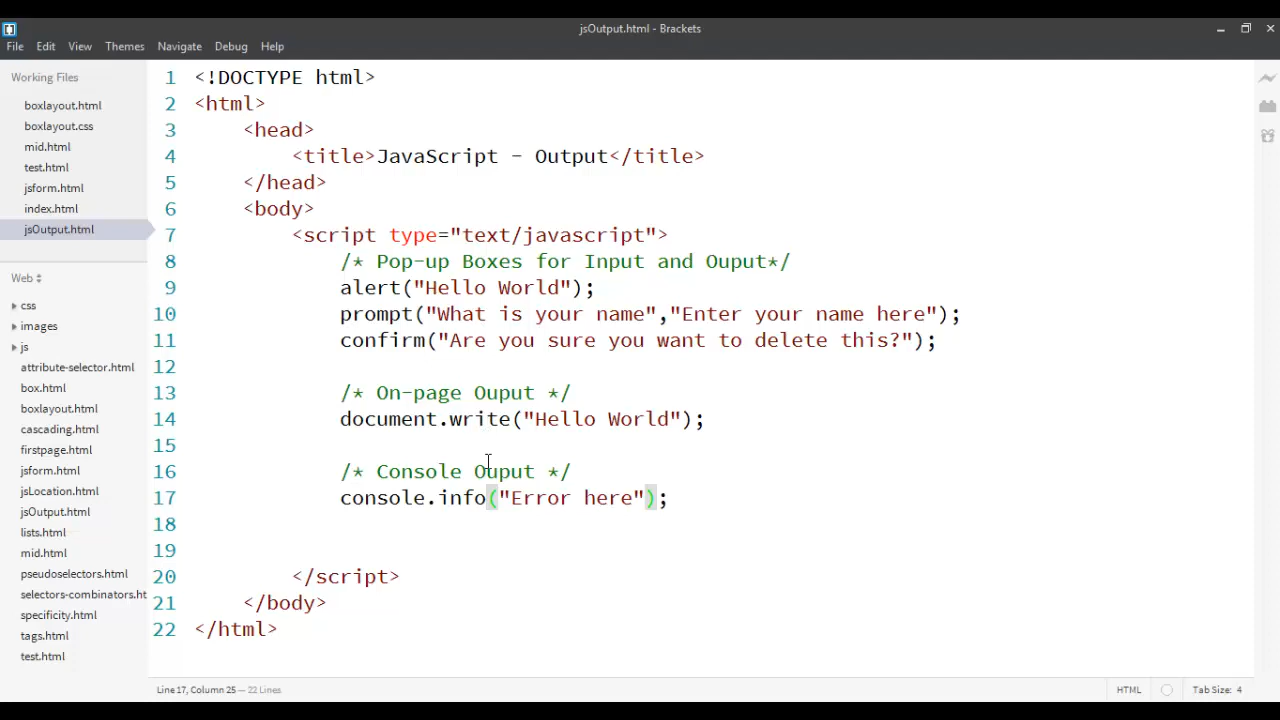 jsOutput.html - Brackets
File Edit View Themes Navigate Debug Help
Working Files
boxlayout.html
boxlayout.css
mid.html
test.html
jsform.html
index.html
jsOutput.html
Web
css
images
js
attribute-selector.html
box.html
boxlayout.html
cascading.html
firstpage.html
jsform.html
jsLocation.html
jsOutput.html
lists.html
mid.html
pseudoselectors.html
selectors-combinators.ht
specificity.html
tags.html
test.html
1 <!DOCTYPE html>
2 <html>
3 <head>
4 <title>JavaScript - Output</title>
5 </head>
6 <body>
7 <script type="text/javascript">
8 /* Pop-up Boxes for Input and Ouput*/
9 alert("Hello World");
10 prompt("What is your name","Enter your name here");
11 confirm("Are you sure you want to delete this?");
12
13 /* On-page Ouput */
14 document.write("Hello World");
15
16 /* Console Ouput */
17 console.info("Error here");
18
19
20 </script>
21 </body>
22 </html>
Line 17, Column 25 — 22 Lines
HTML
Tab Size: 4